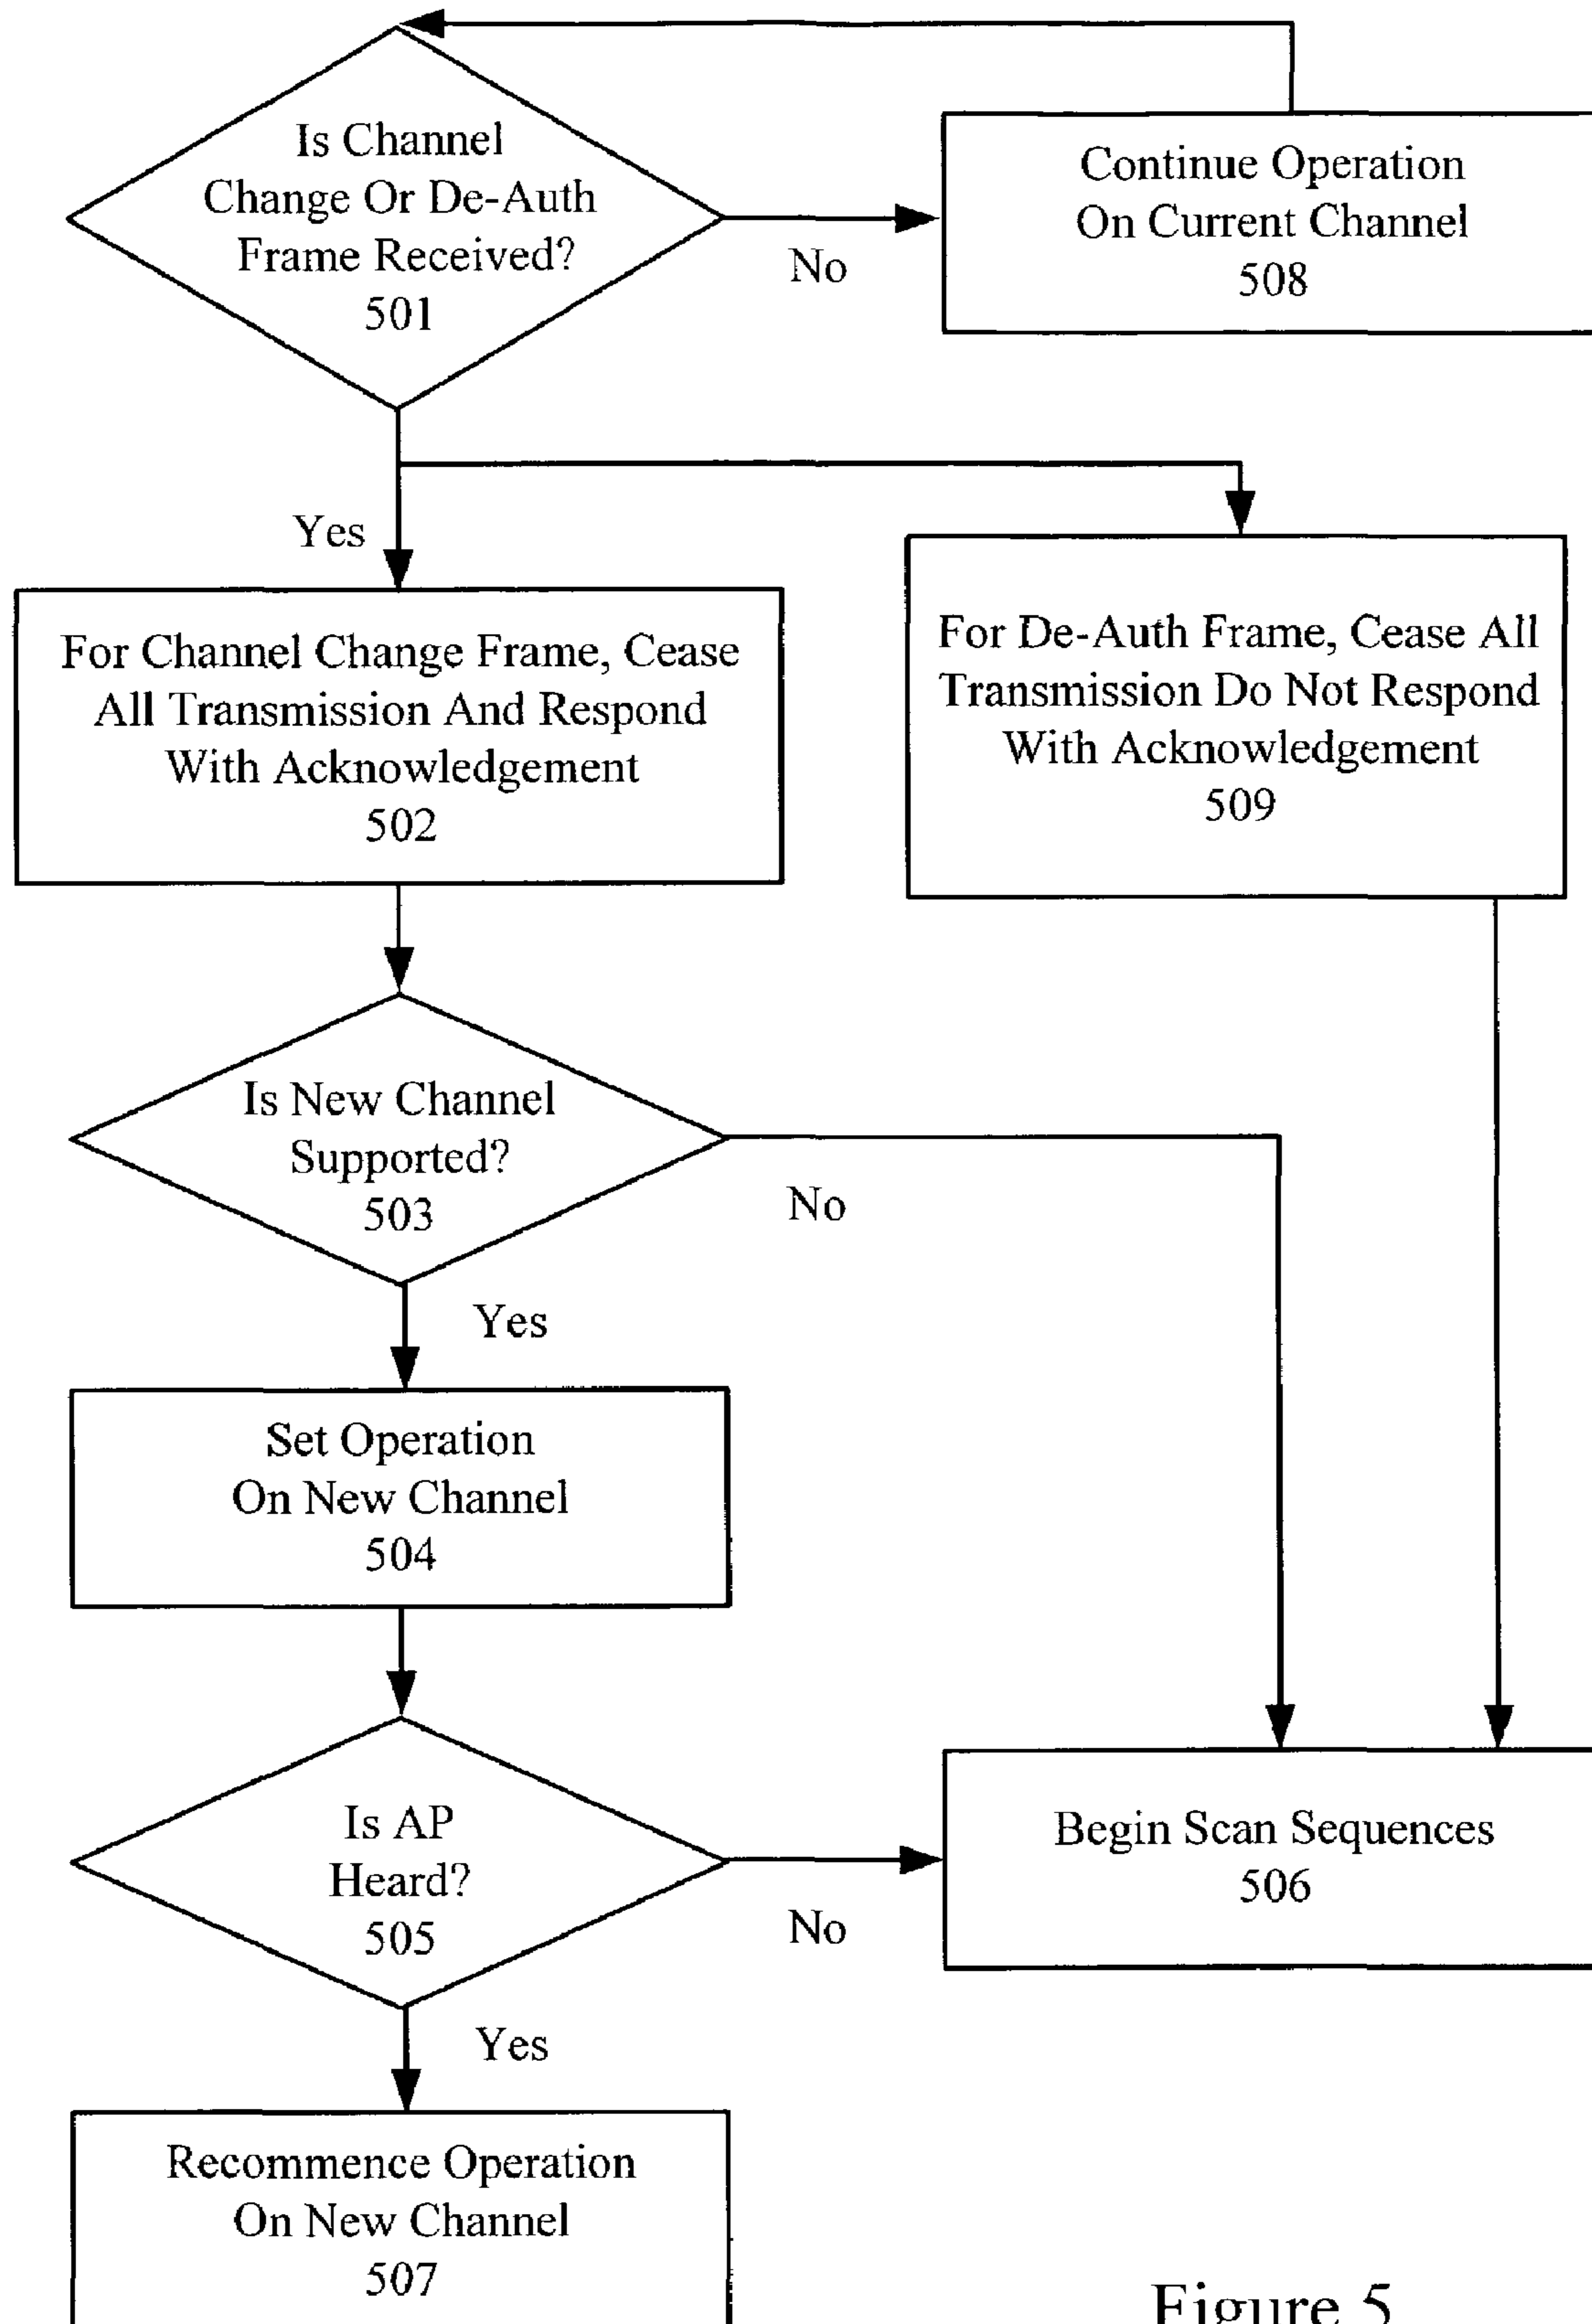 Is Channel
Change Or De-Auth
Frame Received?
501
No
Continue Operation
On Current Channel
508
Yes
For Channel Change Frame, Cease
All Transmission And Respond
With Acknowledgement
502
For De-Auth Frame, Cease All
Transmission Do Not Respond
With Acknowledgement
509
Is New Channel
Supported?
503
No
Yes
Set Operation
On New Channel
504
Is AP
Heard?
505
No
Begin Scan Sequences
506
Yes
Recommence Operation
On New Channel
507
Figure 5